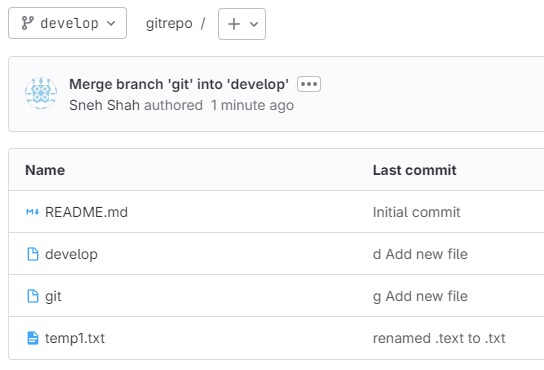 develop gitrepo /
Merge branch 'git' into 'develop'
Sneh Shah authored 1 minute ago
Name Last commit
README.md Initial commit
develop d Add new file
git g Add new file
temp1.txt renamed .text to .txt